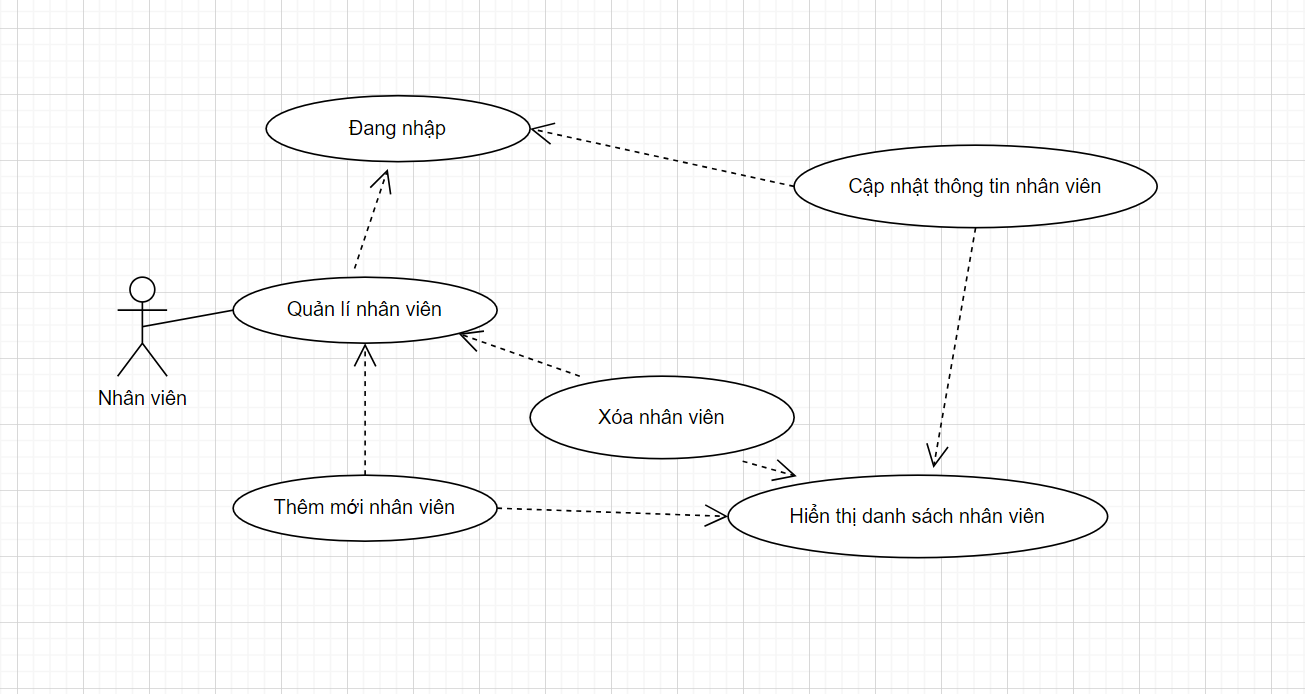 Đang nhập
Cập nhật thông tin nhân viên
Quản lí nhân viên
Nhân viên
Xóa nhân viên
Thêm mới nhân viên
Hiển thị danh sách nhân viên